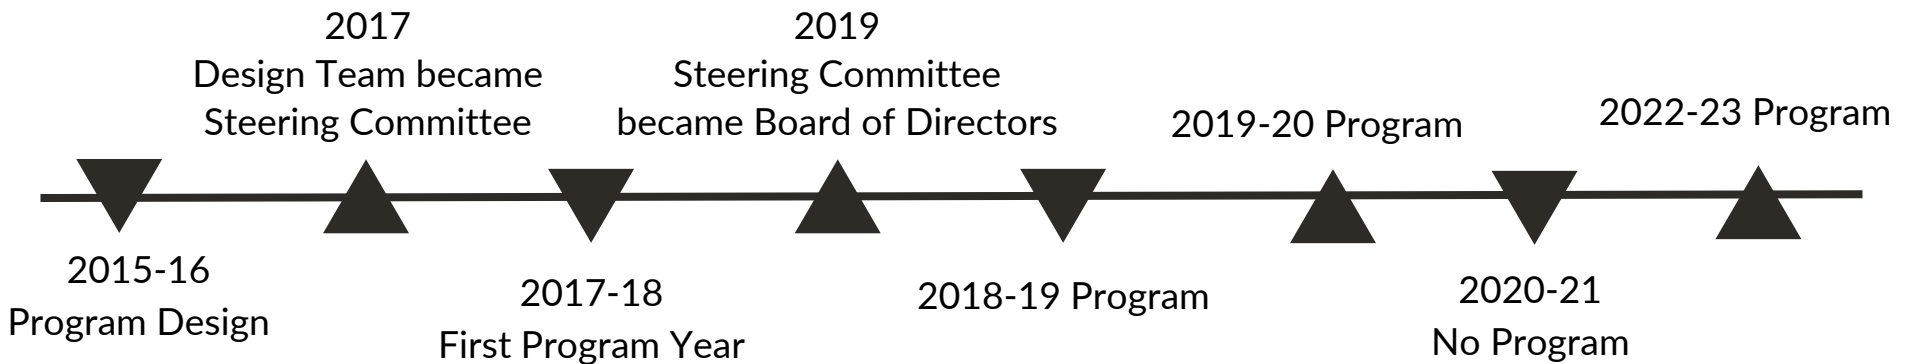 2017
Design Team became
Steering Committee
2019
Steering Committee
became Board of Directors
2019-20 Program
2022-23 Program
2015-16
Program Design
2017-18
First Program Year
2018-19 Program
2020-21
No Program